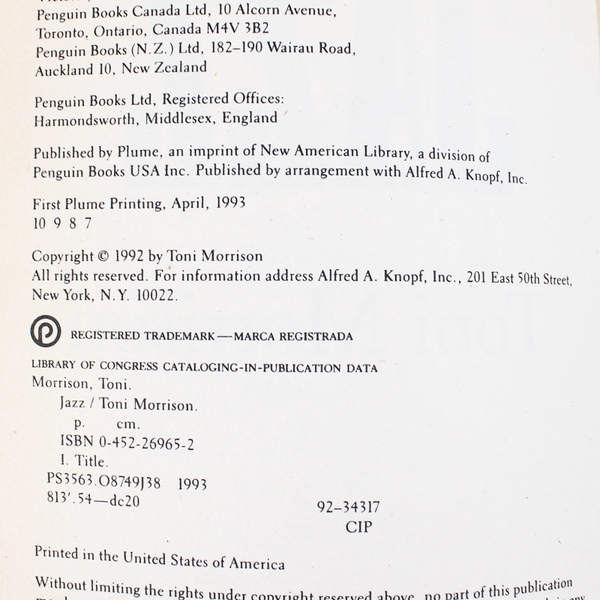 Penguin Books Canada Ltd, 10 Alcorn Avenue,
Toronto, Ontario, Canada M4V 3B2
Penguin Books (N.Z.) Ltd, 182–190 Wairau Road,
Auckland 10, New Zealand
Penguin Books Ltd, Registered Offices:
Harmondsworth, Middlesex, England
Published by Plume, an imprint of New American Library, a division of
Penguin Books USA Inc. Published by arrangement with Alfred A. Knopf, Inc.
First Plume Printing, April, 1993
10 9 8 7
Copyright © 1992 by Toni Morrison
All rights reserved. For information address Alfred A. Knopf, Inc., 201 East 50th Street,
New York, N.Y. 10022.
P REGISTERED TRADEMARK—MARCA REGISTRADA
LIBRARY OF CONGRESS CATALOGING-IN-PUBLICATION DATA
Morrison, Toni.
Jazz / Toni Morrison.
p. cm.
ISBN 0-452-26965-2
I. Title.
PS3563.O8749J38 1993
813'.54—dc20
92–34317
CIP
Printed in the United States of America
Without limiting the rights under copyright reserved above, no part of this publication